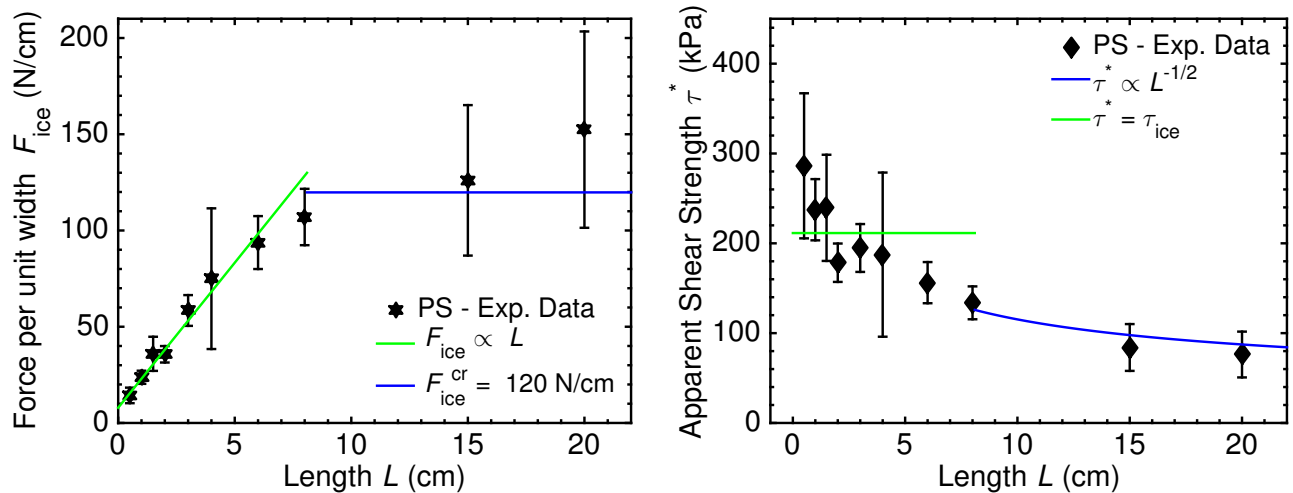 Force per unit width F_ice (N/cm)
200
150
100
50
0
PS - Exp. Data
F_ice ∝ L
F_ice^cr = 120 N/cm
0 5 10 15 20
Length L (cm)
Apparent Shear Strength τ* (kPa)
400
300
200
100
0
PS - Exp. Data
τ* ∝ L^-1/2
τ* = τ_ice
0 5 10 15 20
Length L (cm)